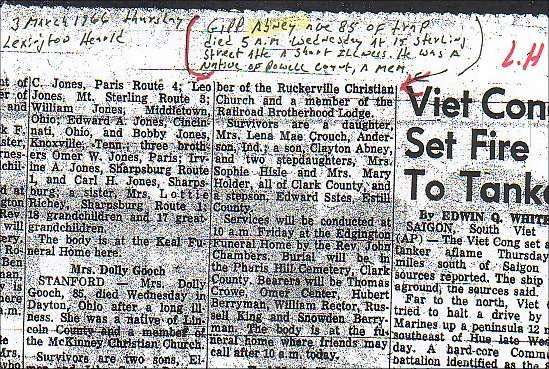 3 March 1966 Thursday
Lexington Herald
Gipp Abney age 85 of
died 5 A.M. Wednesday at 15 Sterling
Street after a short illness. He was a
Native of Powell County, a mem.
L.H
nt of
r of
C. Jones, Paris Route 4; Leo
Jones, Mt. Sterling Route 3;
William Jones, Middletown,
Ohio; Edward A. Jones, Cincin-
nati, Ohio, and Bobby Jones,
Knoxville, Tenn.; three broth-
ers Omer W. Jones, Paris; Ir-
ine A. Jones, Sharpsburg Route
1, and Carl H. Jones, Sharps-
burg; a sister, Mrs. Lottie
Richey, Sharpsburg Route 1;
18 grandchildren and 17 great-
grandchildren.
The body is at the Keal Fu-
neral Home here.
Mrs. Dolly Gooch
STANFORD — Mrs. Dolly
Gooch, 85, died Wednesday in
Dayton, Ohio after a long ill-
ness. She was a native of Lin-
coln County and a member of
the McKinney Christian Church.
Survivors are two sons, El-
ber of the Ruckerville Christian
Church and a member of the
Railroad Brotherhood Lodge.
Survivors are a daughter,
Mrs. Lena Mae Crouch, Ander-
son, Ind.; a son, Clayton Abney,
and two stepdaughters, Mrs.
Sophie Hisle and Mrs. Mary
Holder, all of Clark County, and
a stepson, Edward Sates, Estill
County.
Services will be conducted at
10 a.m. Friday at the Edgington
Funeral Home by the Rev. John
Chambers. Burial will be in
the Pharis Hill Cemetery, Clark
County. Bearers will be Thomas
Crowe, Omer Center, Hubert
Berryman, William Rector, Rus-
sell King and Snowden Berry-
man. The body is at the fu-
neral home where friends may
call after 10 a.m. today.
Viet Con
Set Fire
To Tanke
By EDWIN Q. WHITE
SAIGON, South Viet
(AP) — The Viet Cong set a
tanker aflame Thursday
miles south of Saigon
sources reported. The ship
aground, the sources said.
Far to the north, Viet
tried to halt a drive by
Marines up a peninsula 12 m
southeast of Hue late Wed
day. A hard-core Comm
battalion identified as the